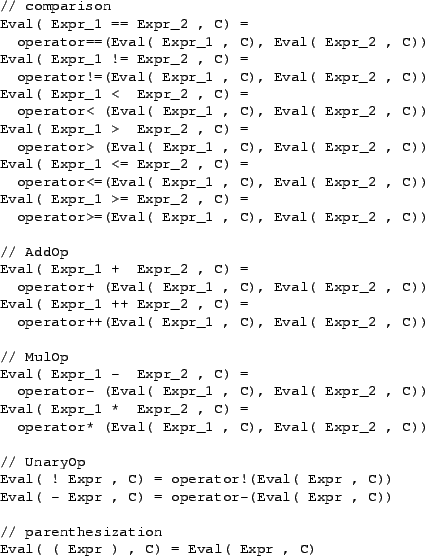 // comparison
Eval( Expr_1 == Expr_2 , C) =
  operator==(Eval( Expr_1 , C), Eval( Expr_2 , C))
Eval( Expr_1 != Expr_2 , C) =
  operator!=(Eval( Expr_1 , C), Eval( Expr_2 , C))
Eval( Expr_1 <  Expr_2 , C) =
  operator< (Eval( Expr_1 , C), Eval( Expr_2 , C))
Eval( Expr_1 >  Expr_2 , C) =
  operator> (Eval( Expr_1 , C), Eval( Expr_2 , C))
Eval( Expr_1 <= Expr_2 , C) =
  operator<=(Eval( Expr_1 , C), Eval( Expr_2 , C))
Eval( Expr_1 >= Expr_2 , C) =
  operator>=(Eval( Expr_1 , C), Eval( Expr_2 , C))

// AddOp
Eval( Expr_1 +  Expr_2 , C) =
  operator+ (Eval( Expr_1 , C), Eval( Expr_2 , C))
Eval( Expr_1 ++ Expr_2 , C) =
  operator++(Eval( Expr_1 , C), Eval( Expr_2 , C))

// MulOp
Eval( Expr_1 -  Expr_2 , C) =
  operator- (Eval( Expr_1 , C), Eval( Expr_2 , C))
Eval( Expr_1 *  Expr_2 , C) =
  operator* (Eval( Expr_1 , C), Eval( Expr_2 , C))

// UnaryOp
Eval( ! Expr , C) = operator!(Eval( Expr , C))
Eval( - Expr , C) = operator-(Eval( Expr , C))

// parenthesization
Eval( ( Expr ) , C) = Eval( Expr , C)